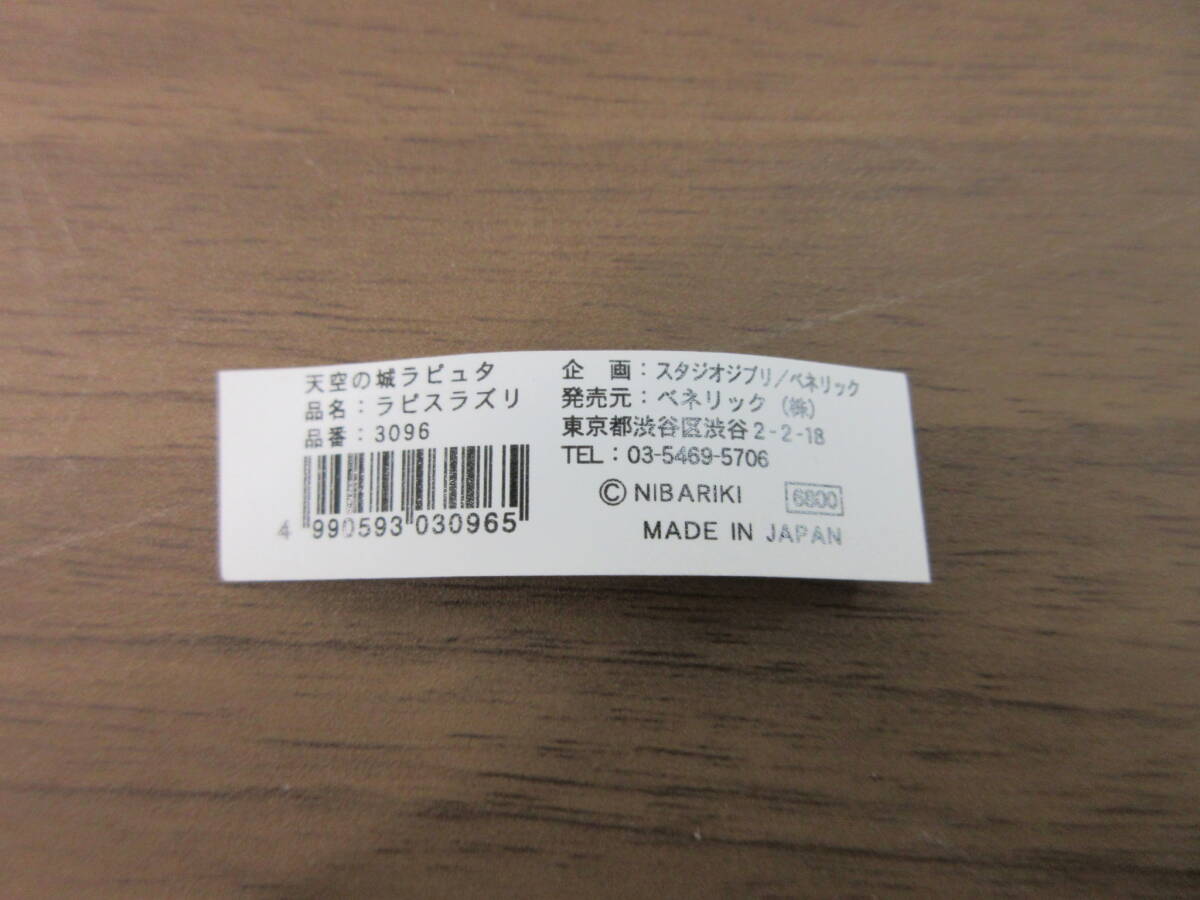 天空の城ラピュタ
品名：ラピスラズリ
品番：3096
4 990593 030965
企　画：スタジオジブリ/ベネリック
発売元：ベネリック（株）
東京都渋谷区渋谷2-2-18
TEL：03-5469-5706
©NIBARIKI 6800
MADE IN JAPAN